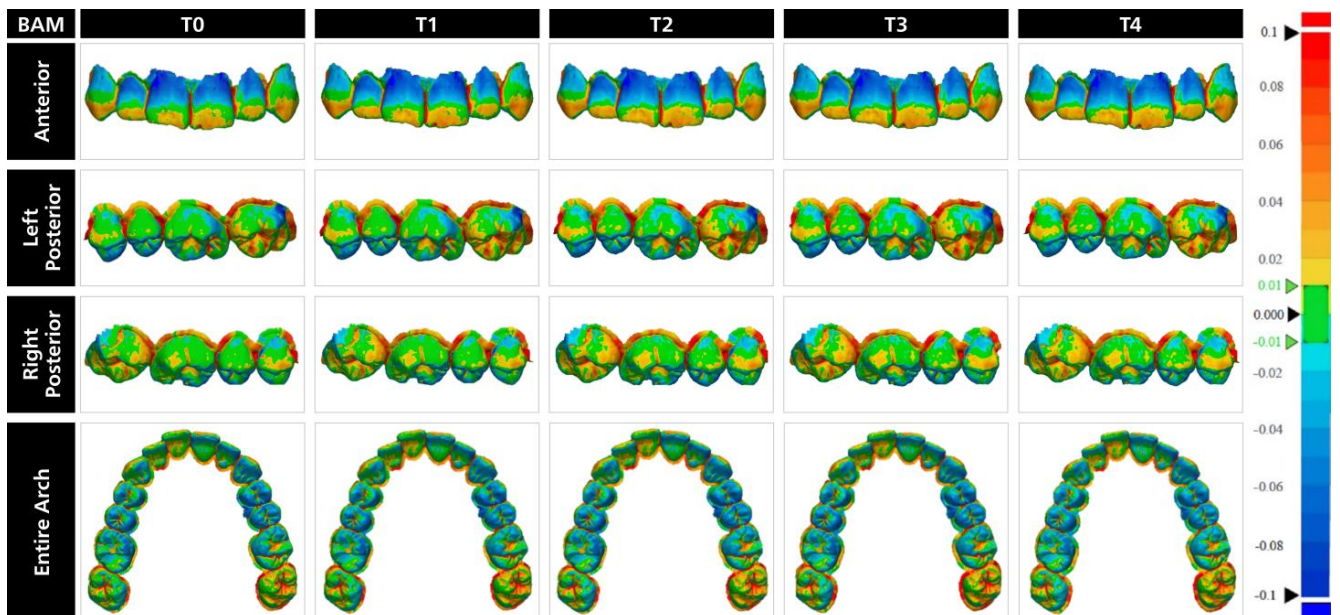 BAM T0 T1 T2 T3 T4
Anterior
Left
Posterior
Right
Posterior
Entire Arch
0.1
0.08
0.06
0.04
0.02
0.01
0.000
-0.01
-0.02
-0.04
-0.06
-0.08
-0.1